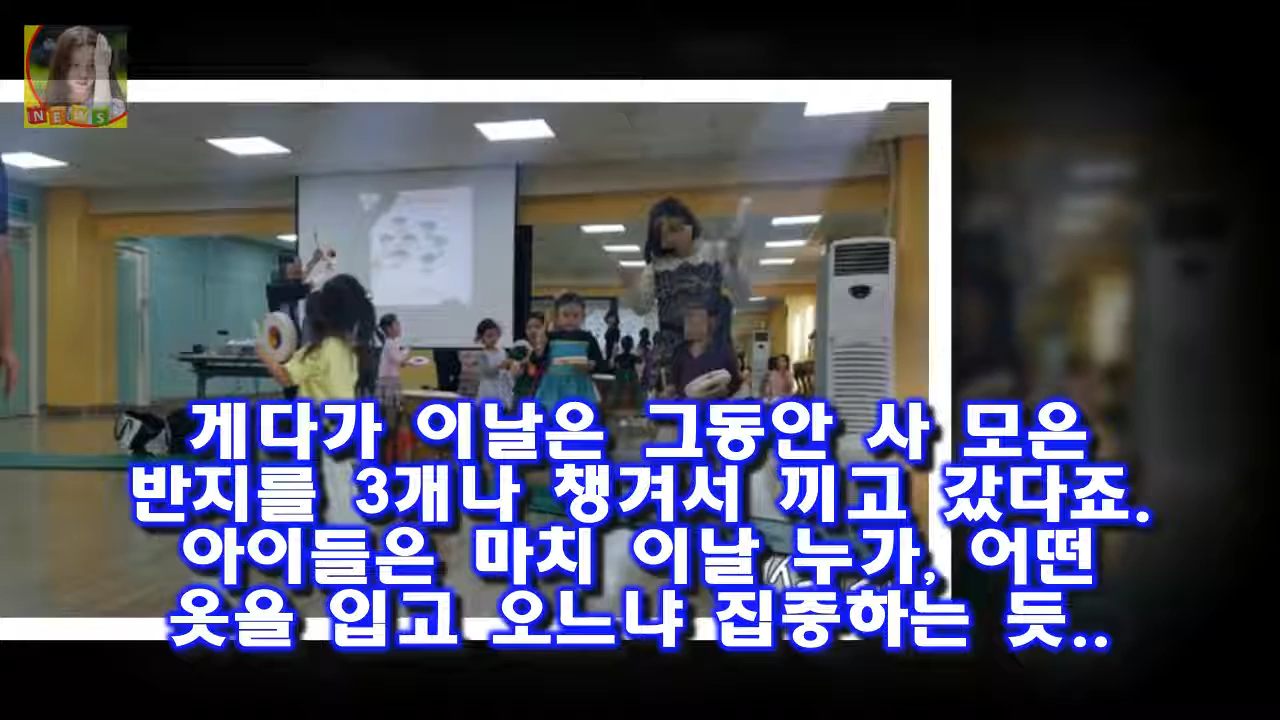 NEWS
게다가 이날은 그동안 사 모은
반지를 3개나 챙겨서 끼고 갔다죠.
아이들은 마치 이날 누가, 어떤
옷을 입고 오느냐 집중하는 듯..